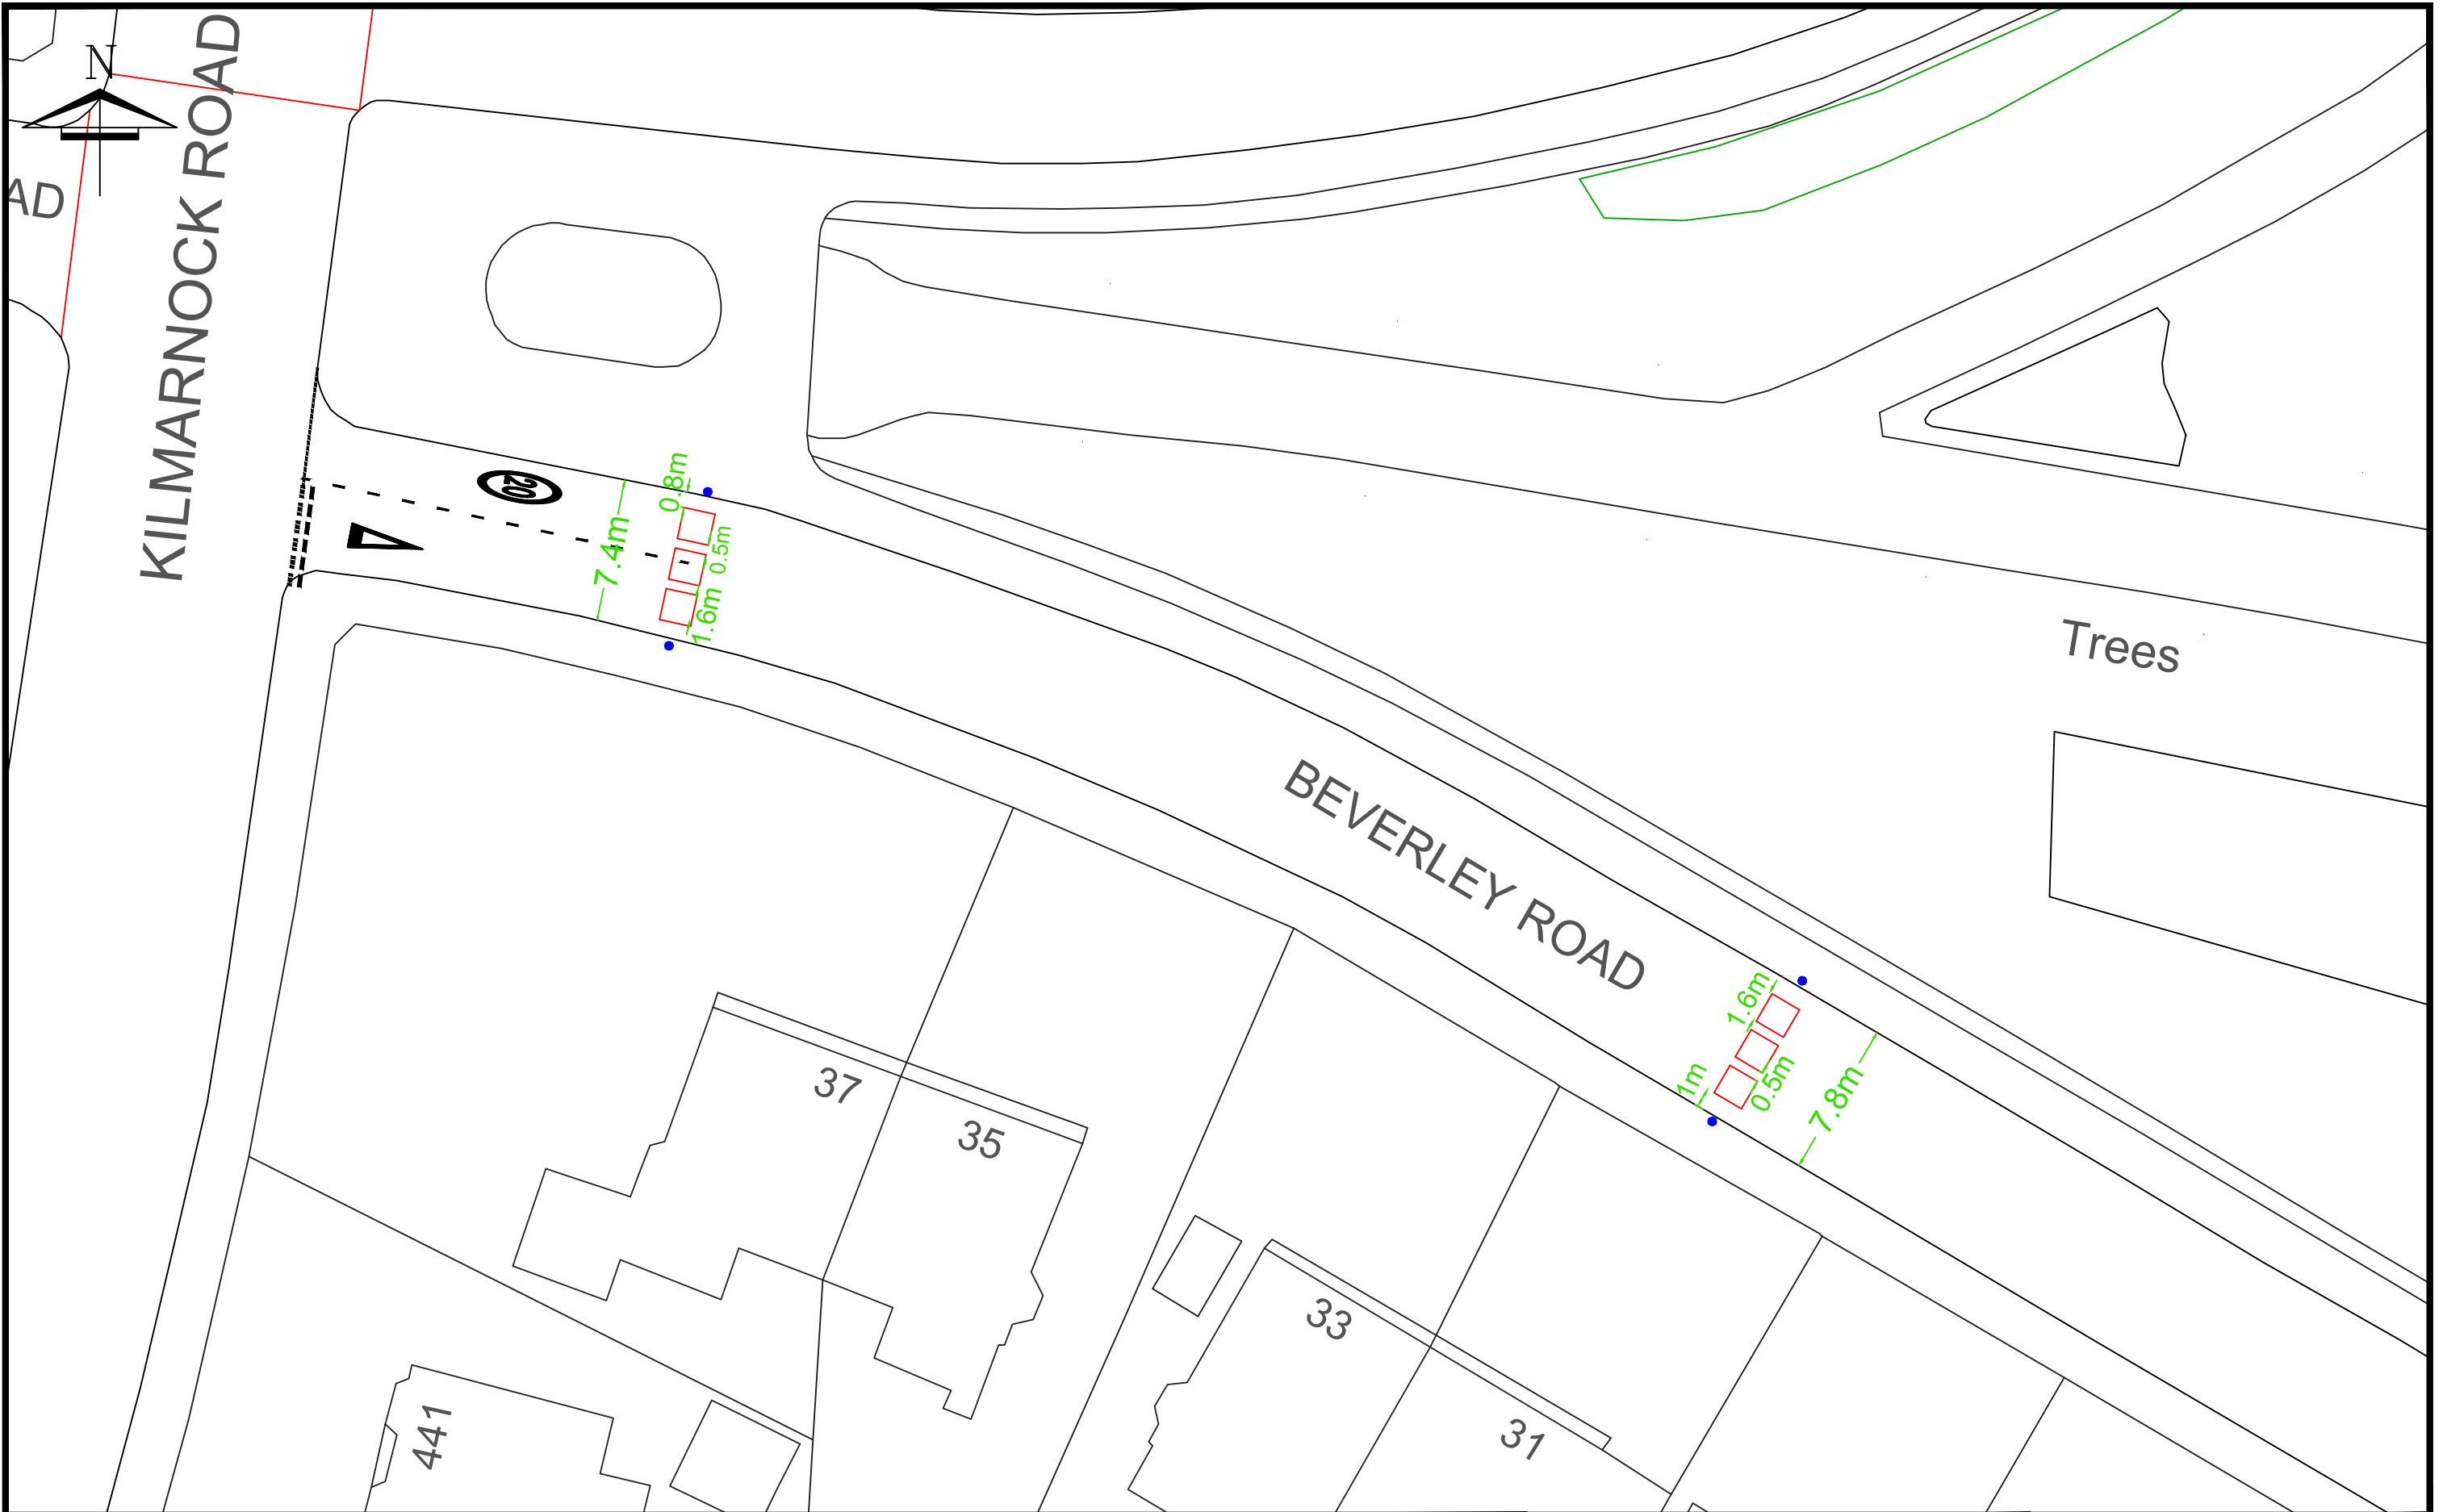 N
KILMARNOCK ROAD
AD
20
0.8m
7.4m
0.5m
1.6m
Trees
BEVERLEY ROAD
1.6m
1m
0.5m
7.8m
37
35
33
31
441